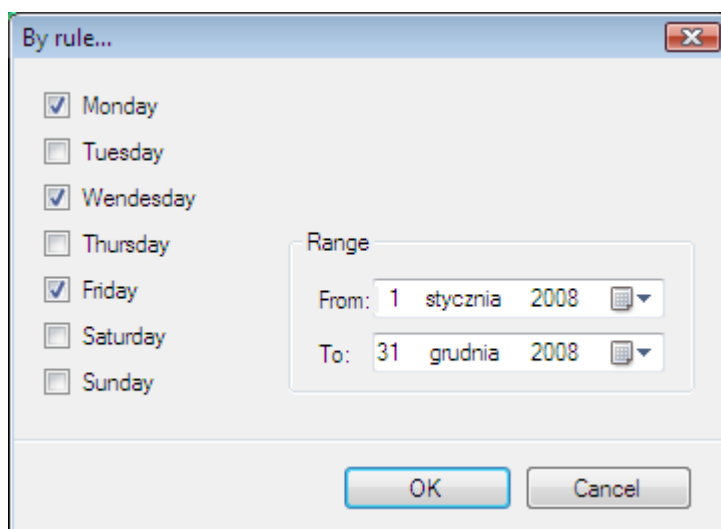 By rule...
Monday
Tuesday
Wendesday
Thursday
Friday
Saturday
Sunday
Range
From: 1 stycznia 2008
To: 31 grudnia 2008
OK Cancel